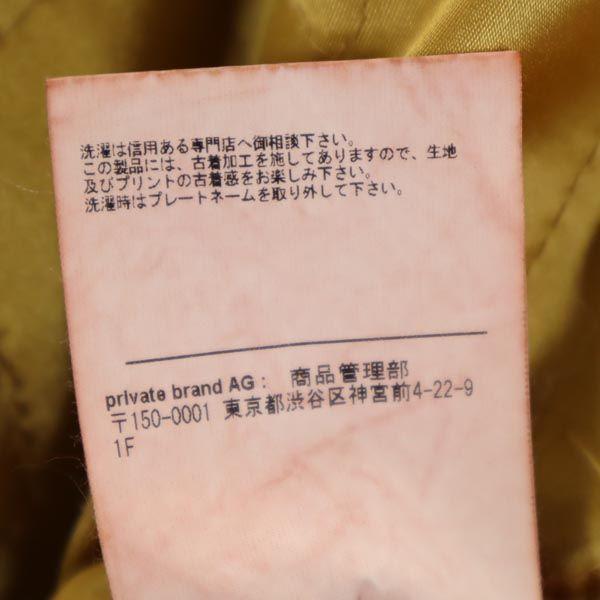 洗濯は信用ある専門店へ御相談下さい。
この製品には、古着加工を施してありますので、生地
及びプリントの古着感をお楽しみ下さい。
洗濯時はプレートネームを取り外して下さい。
private brand AG： 商品管理部
〒150-0001 東京都渋谷区神宮前4-22-9
1F